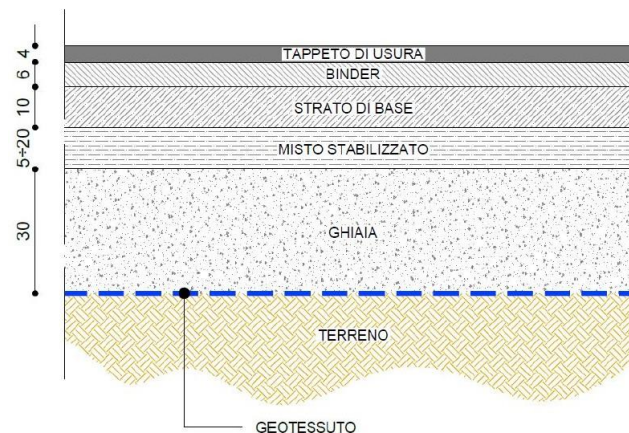 4
TAPPETO DI USURA
6
BINDER
10
STRATO DI BASE
5÷20
MISTO STABILIZZATO
30
GHIAIA
TERRENO
GEOTESSUTO